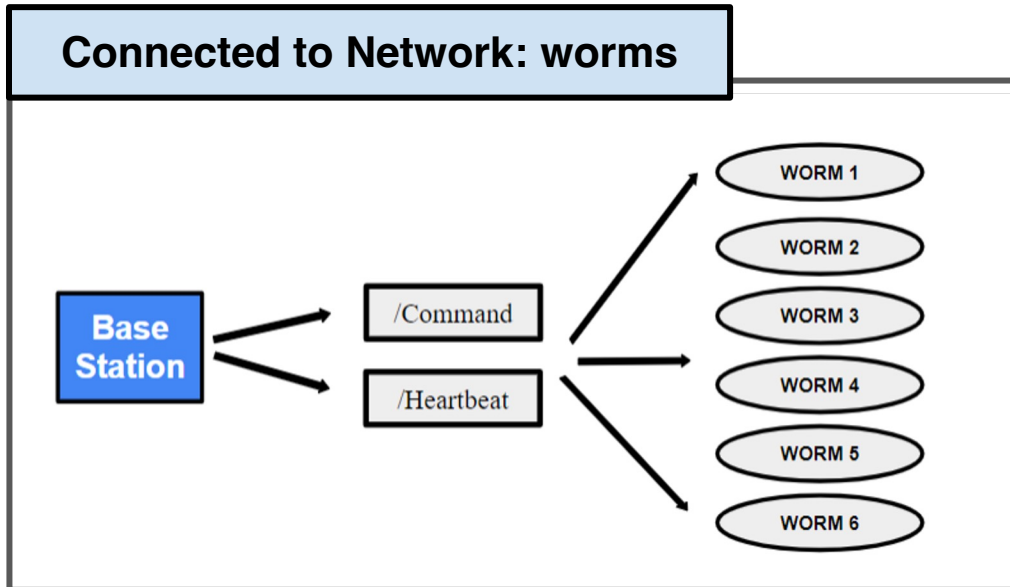 Connected to Network: worms
Base
Station
/Command
/Heartbeat
WORM 1
WORM 2
WORM 3
WORM 4
WORM 5
WORM 6